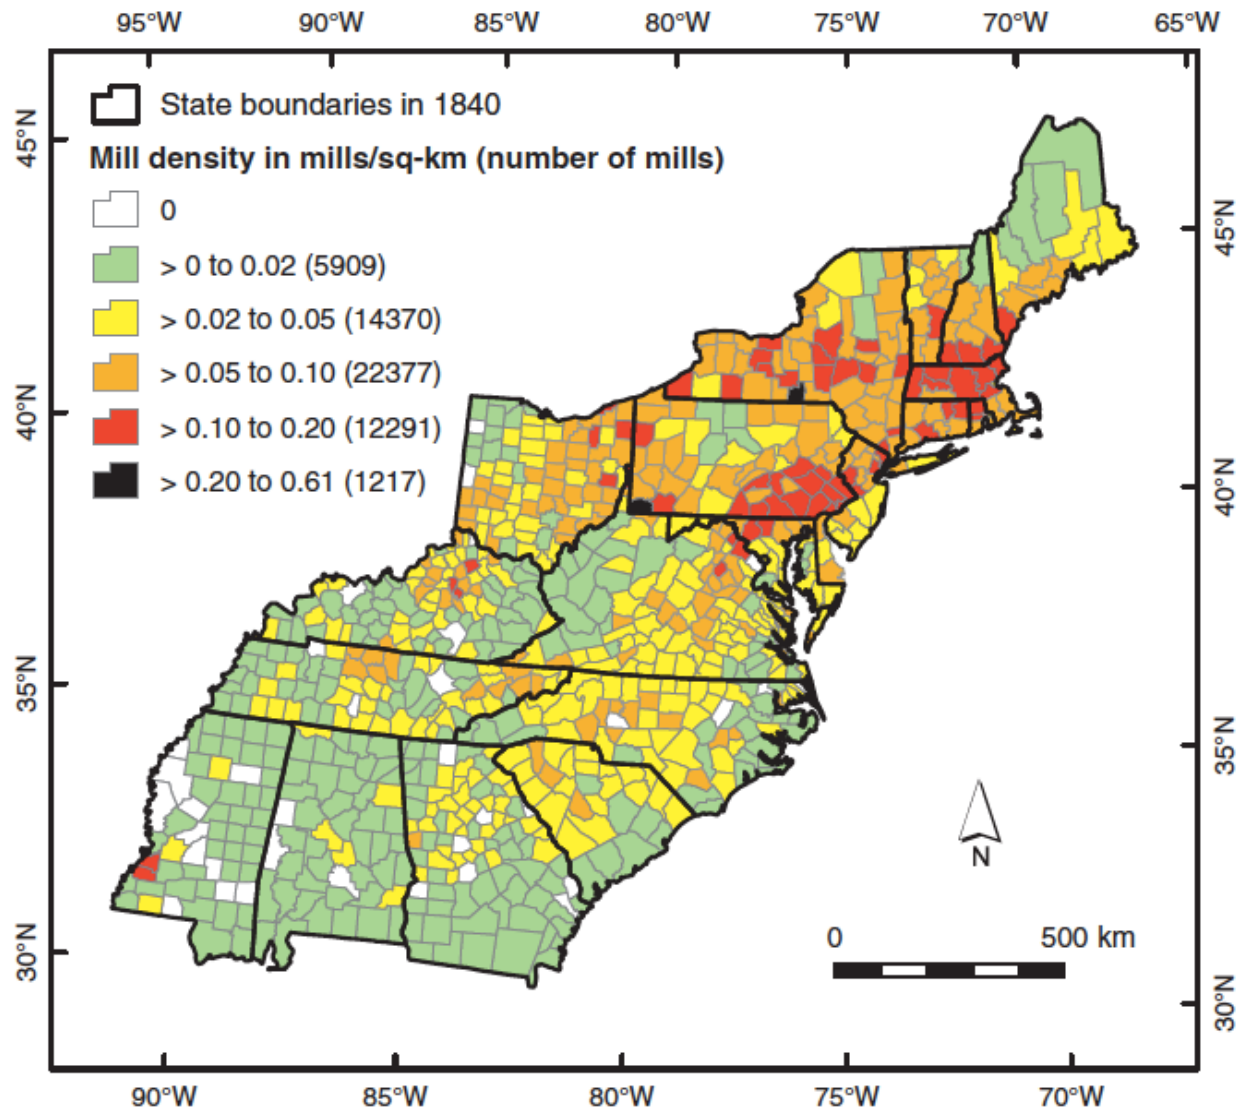 95°W 90°W 85°W 80°W 75°W 70°W 65°W
State boundaries in 1840
Mill density in mills/sq-km (number of mills)
0
> 0 to 0.02 (5909)
> 0.02 to 0.05 (14370)
> 0.05 to 0.10 (22377)
> 0.10 to 0.20 (12291)
> 0.20 to 0.61 (1217)
45°N
40°N
35°N
30°N
45°N
40°N
35°N
30°N
N
0 500 km
90°W 85°W 80°W 75°W 70°W